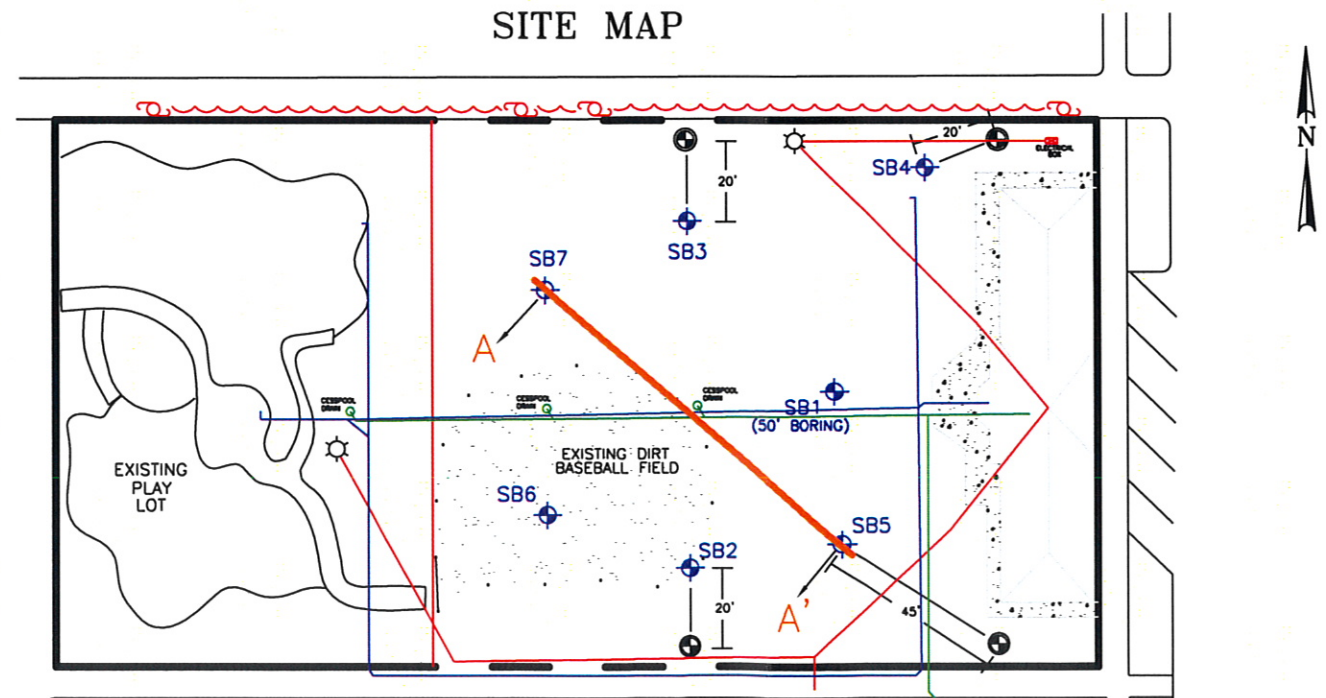 SITE MAP
N
20'
ELECTRICAL
BOX
SB4
20'
SB3
SB7
A
CESSPOOL
DRAIN
CESSPOOL
DRAIN
CESSPOOL
DRAIN
SB1
(50' BORING)
EXISTING
PLAY
LOT
EXISTING DIRT
BASEBALL FIELD
SB6
SB5
SB2
20'
A'
45'